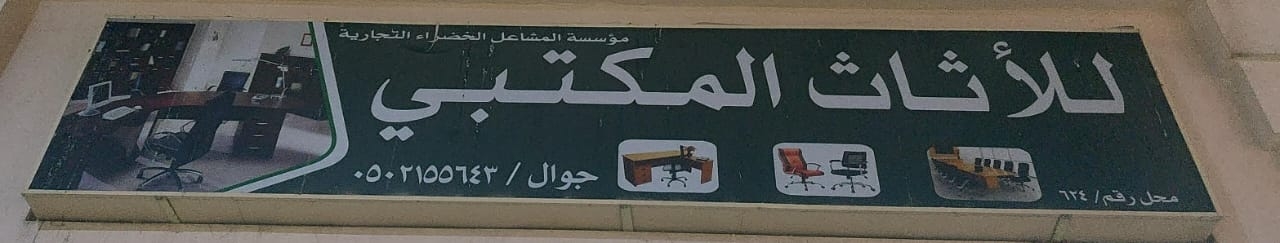 مؤسسة المشاعل الخضراء التجارية
للأثاث المكتبي
جوال / ٠٥٠٢١٥٥٦٤٣
محل رقم/ ٦٢٤